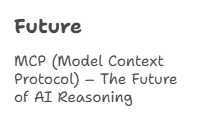 Future
MCP (Model Context
Protocol) – The Future
of AI Reasoning